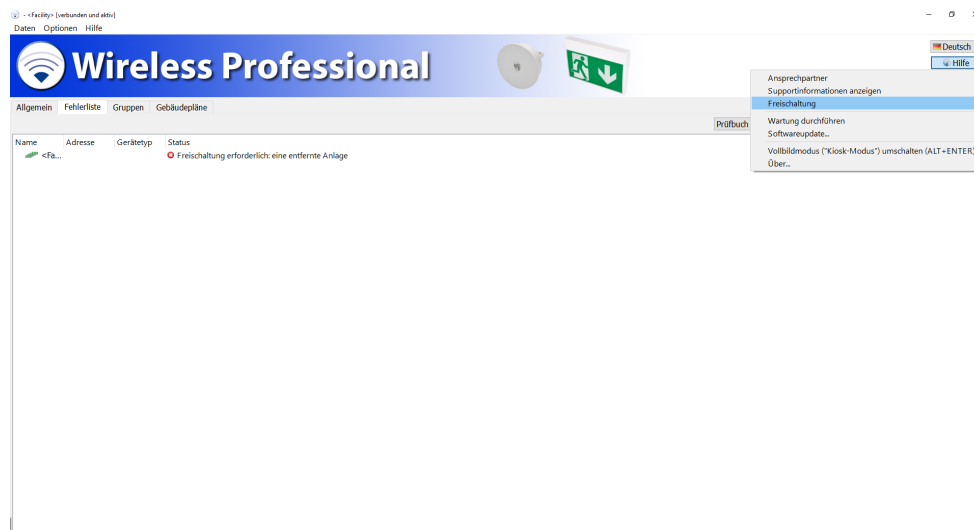 - <Facility> [verbunden und aktiv]
Daten Optionen Hilfe
Wireless Professional
Deutsch
Hilfe
Allgemein Fehlerliste Gruppen Gebäudepläne
Prüfbuch
Ansprechpartner
Supportinformationen anzeigen
Freischaltung
Wartung durchführen
Softwareupdate...
Vollbildmodus ("Kiosk-Modus") umschalten (ALT+ENTER)
Über...
Name Adresse Gerätetyp Status
<Fa... Freischaltung erforderlich: eine entfernte Anlage